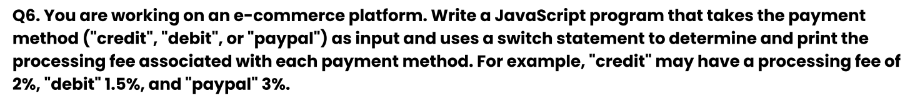 Q6. You are working on an e-commerce platform. Write a JavaScript program that takes the payment
method ("credit", "debit", or "paypal") as input and uses a switch statement to determine and print the
processing fee associated with each payment method. For example, "credit" may have a processing fee of
2%, "debit" 1.5%, and "paypal" 3%.